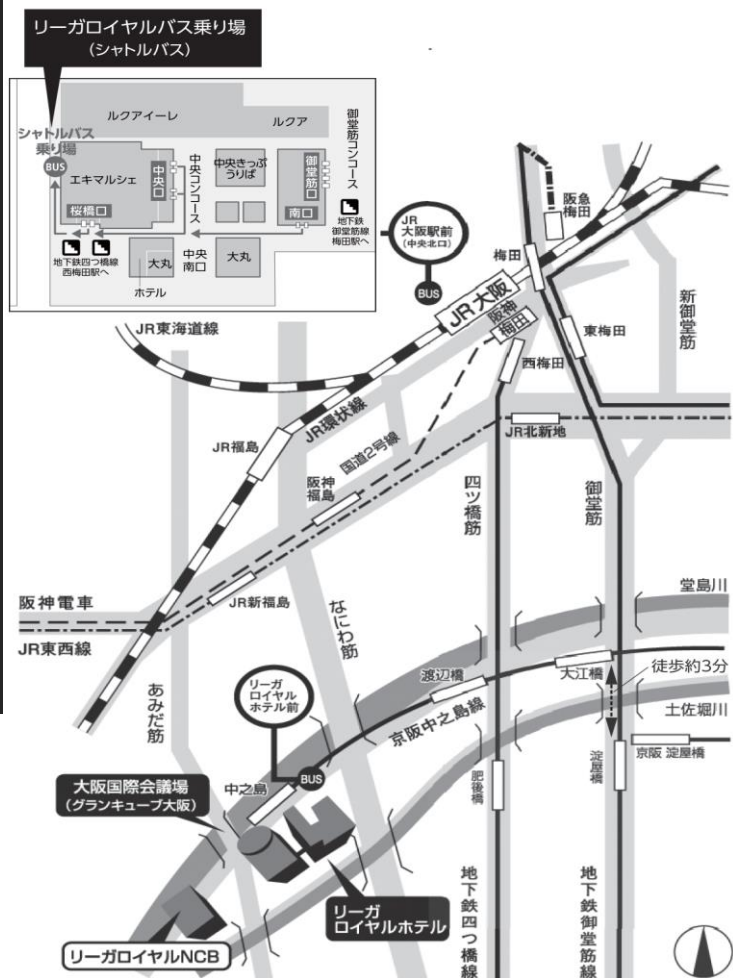 リーガロイヤルバス乗り場
(シャトルバス)
ルクアイーレ
ルクア
シャトルバス
乗り場
BUS
エキマルシェ
中央口
中央コンコース
中央きっぷ
うりば
御堂筋口
御堂筋コンコース
桜橋口
南口
地下鉄四つ橋線
西梅田駅へ
地下鉄
御堂筋線
梅田駅へ
大丸
中央
南口
大丸
ホテル
JR
大阪駅前
(中央北口)
BUS
阪急
梅田
梅田
JR大阪
阪神
梅田
東梅田
新御堂筋
西梅田
JR東海道線
JR環状線
JR福島
国道2号線
JR北新地
阪神
福島
四ツ橋筋
御堂筋
阪神電車
JR新福島
JR東西線
なにわ筋
堂島川
あみだ筋
リーガ
ロイヤル
ホテル前
渡辺橋
大江橋
徒歩約3分
京阪中之島線
土佐堀川
BUS
中之島
肥後橋
淀屋橋
京阪 淀屋橋
大阪国際会議場
(グランキューブ大阪)
リーガ
ロイヤルホテル
リーガロイヤルNCB
地下鉄四つ橋線
地下鉄御堂筋線